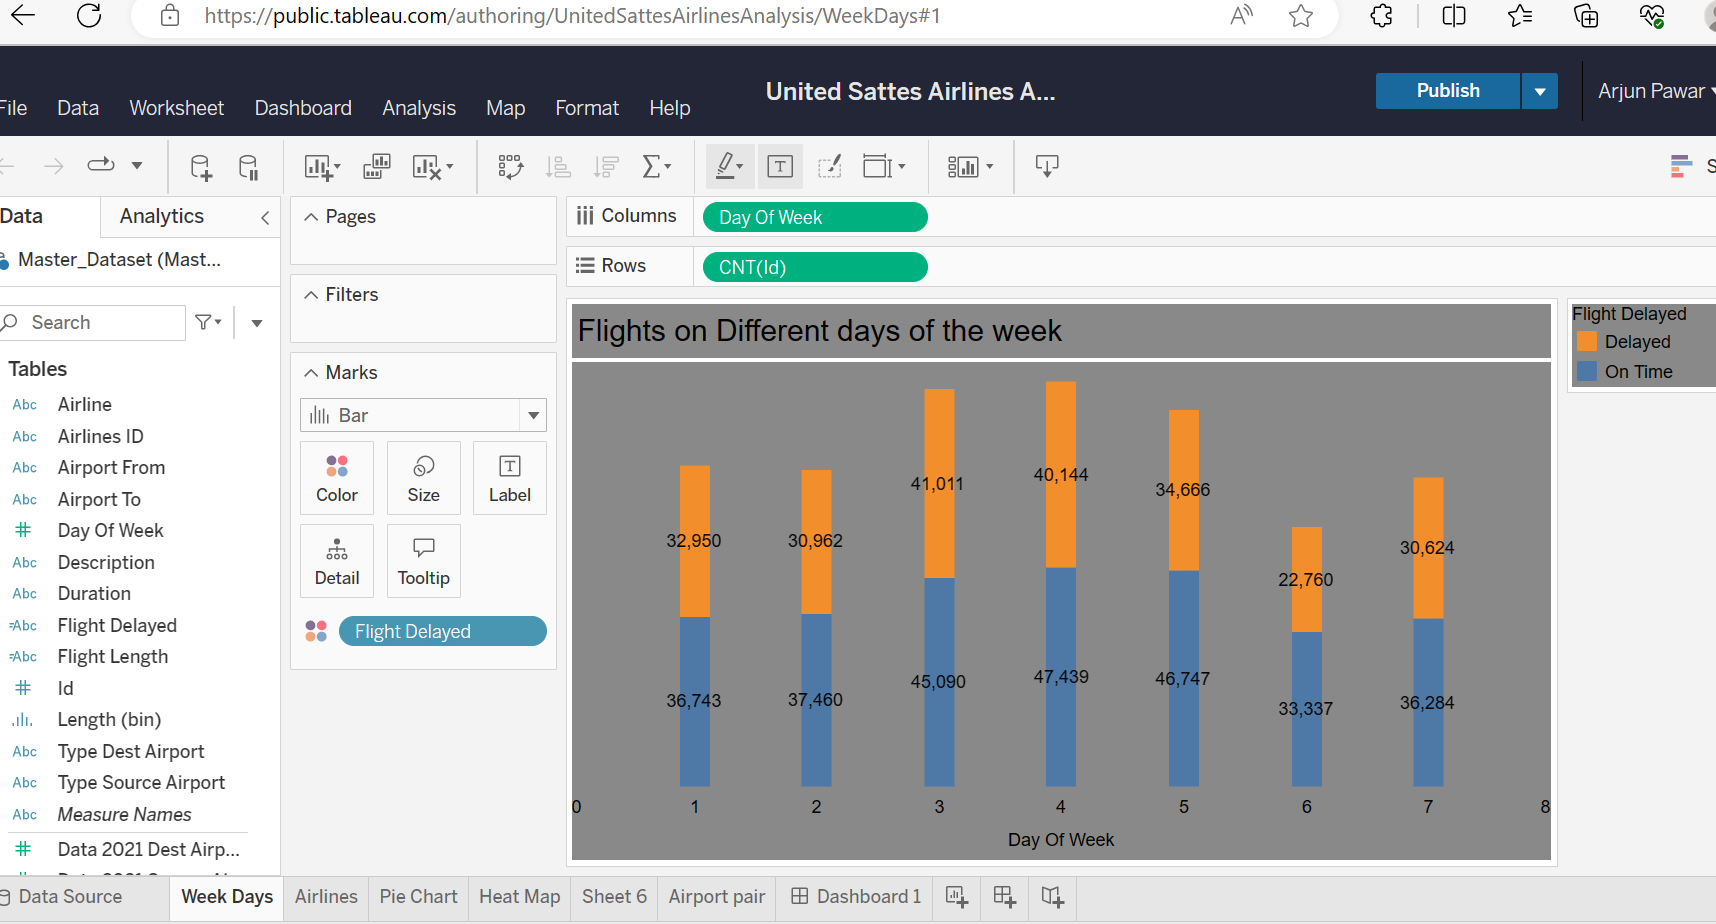 https://public.tableau.com/authoring/UnitedSattesAirlinesAnalysis/WeekDays#1
United Sattes Airlines A...
Publish
Arjun Pawar
File Data Worksheet Dashboard Analysis Map Format Help
Data Analytics
Master_Dataset (Mast...
Search
Tables
Abc Airline
Abc Airlines ID
Abc Airport From
Abc Airport To
# Day Of Week
Abc Description
Abc Duration
=Abc Flight Delayed
=Abc Flight Length
# Id
Length (bin)
Abc Type Dest Airport
Abc Type Source Airport
Abc Measure Names
# Data 2021 Dest Airp...
Pages
Filters
Marks
Bar
Color Size Label
Detail Tooltip
Flight Delayed
Columns Day Of Week
Rows CNT(Id)
Flights on Different days of the week
41,011 40,144 34,666
32,950 30,962 22,760 30,624
36,743 37,460 45,090 47,439 46,747 33,337 36,284
0 1 2 3 4 5 6 7 8
Day Of Week
Flight Delayed
Delayed
On Time
Data Source Week Days Airlines Pie Chart Heat Map Sheet 6 Airport pair Dashboard 1